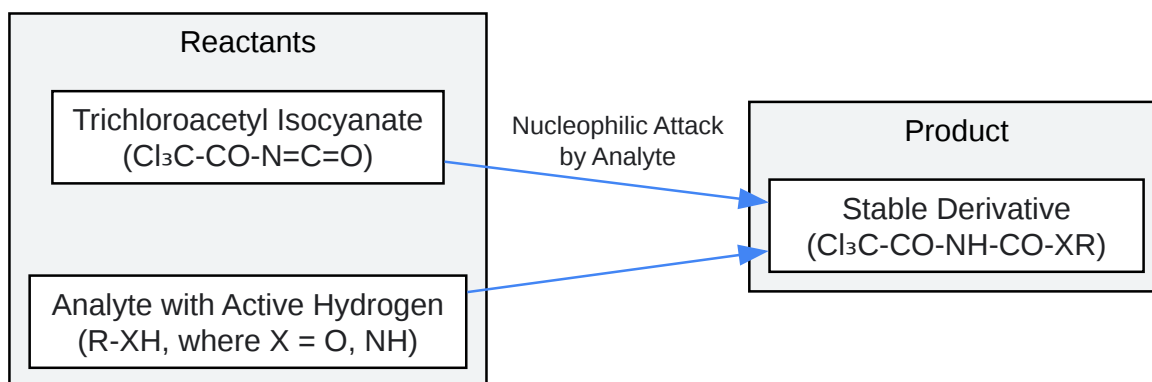 Reactants
Trichloroacetyl Isocyanate
(Cl₃C-CO-N=C=O)
Analyte with Active Hydrogen
(R-XH, where X = O, NH)
Nucleophilic Attack
by Analyte
Product
Stable Derivative
(Cl₃C-CO-NH-CO-XR)